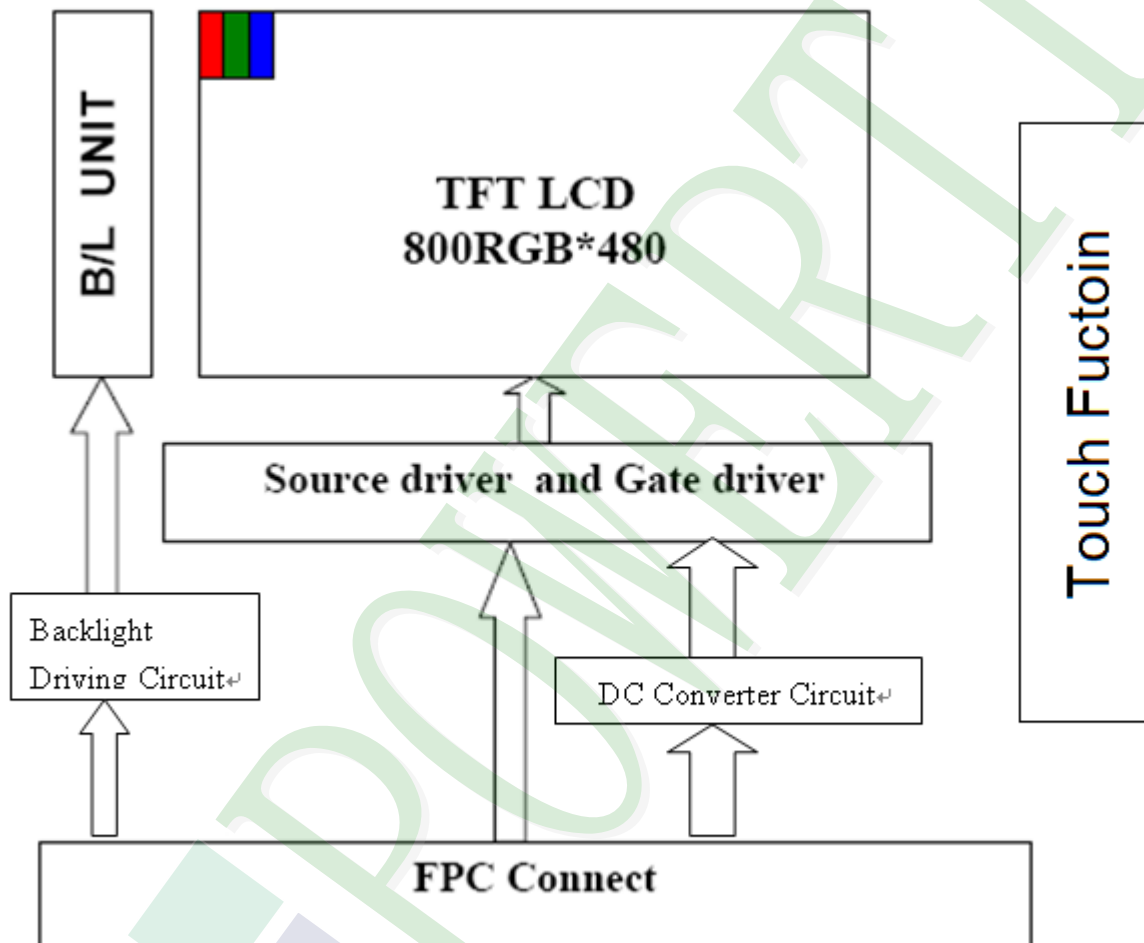 B/L UNIT
TFT LCD
800RGB*480
Touch Fuctoin
Source driver and Gate driver
Backlight
Driving Circuit↵
DC Converter Circuit↵
FPC Connect
POWERT